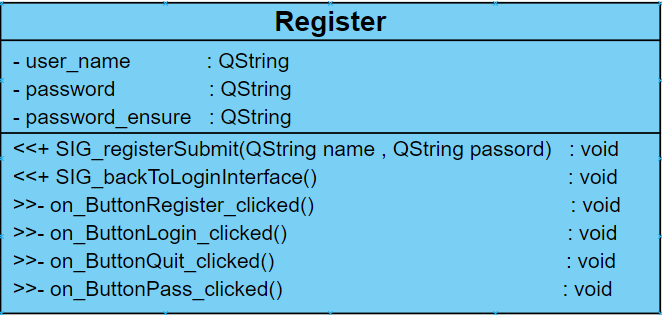 Register
- user_name : QString
- password : QString
- password_ensure : QString
<<+ SIG_registerSubmit(QString name , QString passord) : void
<<+ SIG_backToLoginInterface() : void
>>- on_ButtonRegister_clicked() : void
>>- on_ButtonLogin_clicked() : void
>>- on_ButtonQuit_clicked() : void
>>- on_ButtonPass_clicked() : void